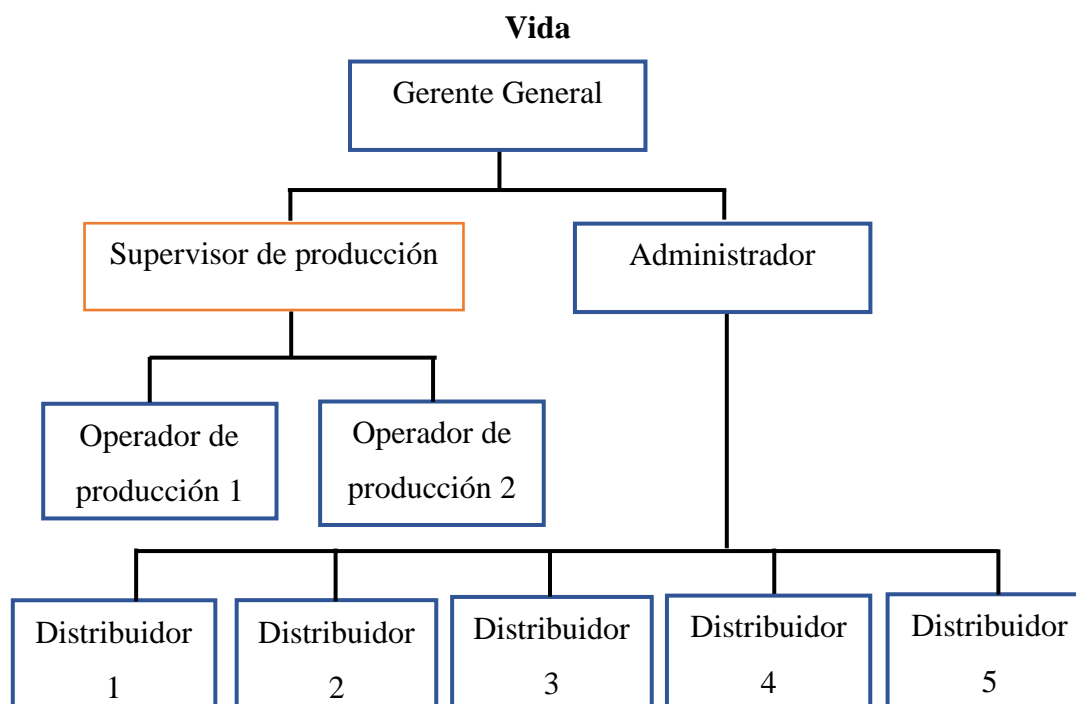 Vida
Gerente General
Supervisor de producción
Administrador
Operador de
producción 1
Operador de
producción 2
Distribuidor
1
Distribuidor
2
Distribuidor
3
Distribuidor
4
Distribuidor
5